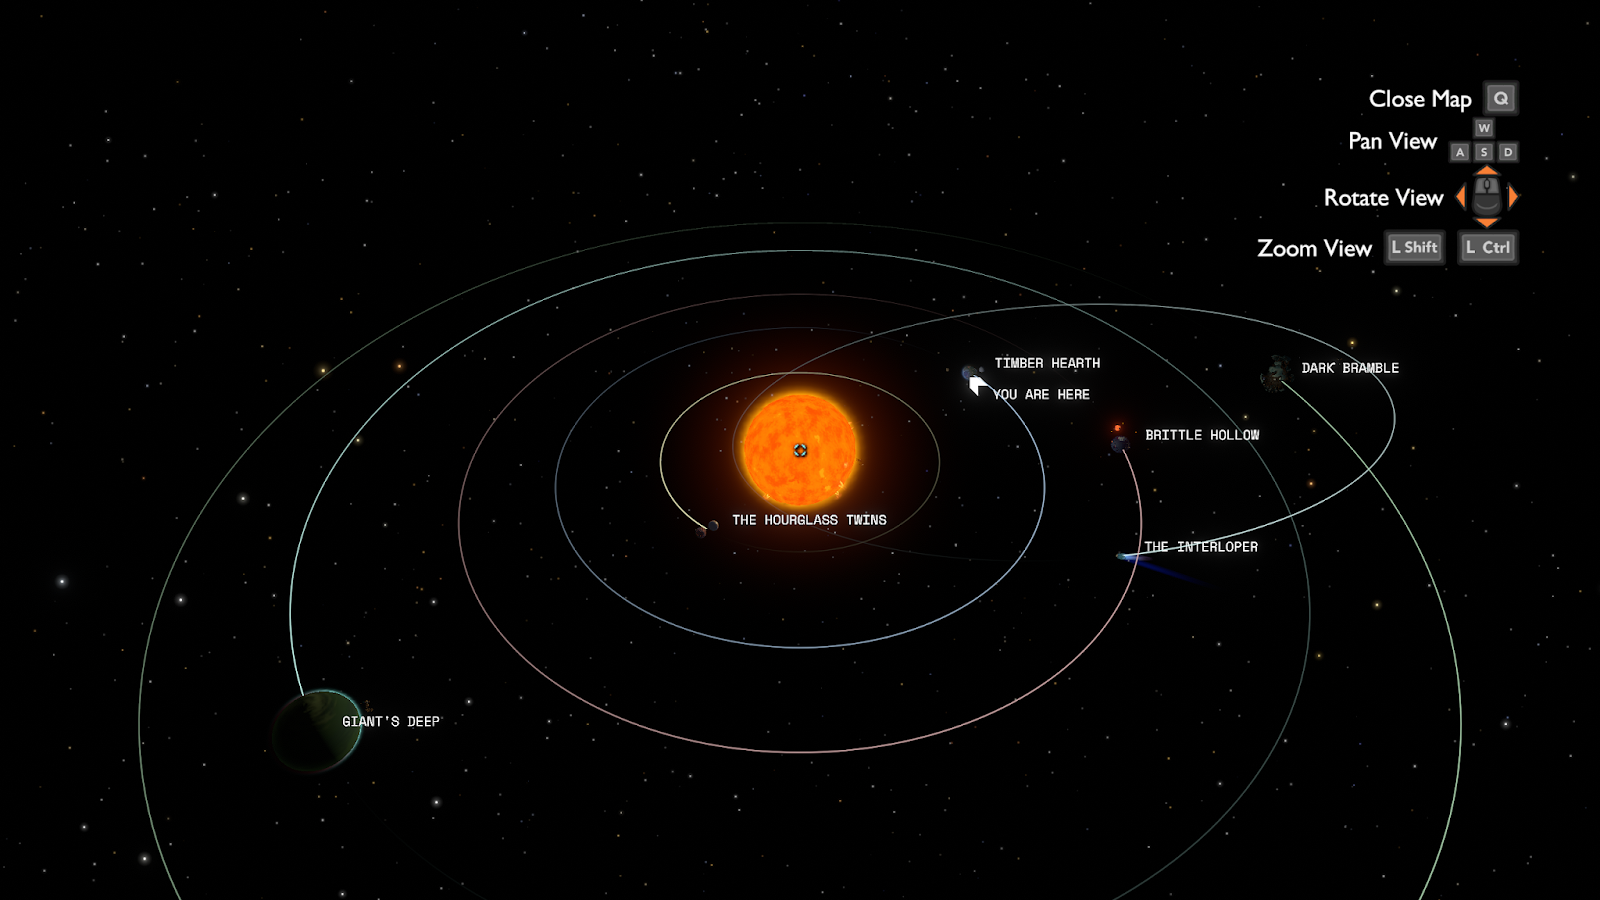 Close Map Q
W
Pan View A S D
Rotate View
Zoom View L Shift L Ctrl
TIMBER HEARTH
DARK BRAMBLE
YOU ARE HERE
BRITTLE HOLLOW
THE HOURGLASS TWINS
THE INTERLOPER
GIANT'S DEEP